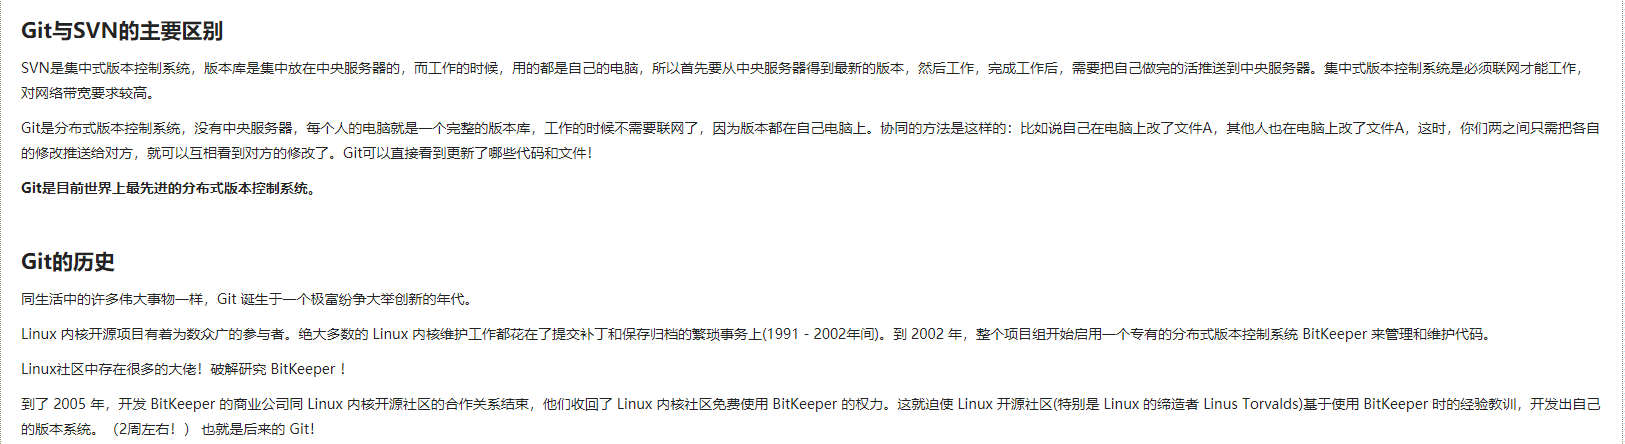 Git与SVN的主要区别
SVN是集中式版本控制系统，版本库是集中放在中央服务器的，而工作的时候，用的都是自己的电脑，所以首先要从中央服务器得到最新的版本，然后工作，完成工作后，需要把自己做完的活推送到中央服务器。集中式版本控制系统是必须联网才能工作，
对网络带宽要求较高。
Git是分布式版本控制系统，没有中央服务器，每个人的电脑就是一个完整的版本库，工作的时候不需要联网了，因为版本都在自己电脑上。协同的方法是这样的：比如说自己在电脑上改了文件A，其他人也在电脑上改了文件A，这时，你们两之间只需把各自
的修改推送给对方，就可以互相看到对方的修改了。Git可以直接看到更新了哪些代码和文件！
Git是目前世界上最先进的分布式版本控制系统。
Git的历史
同生活中的许多伟大事物一样，Git 诞生于一个极富纷争大举创新的年代。
Linux 内核开源项目有着为数众广的参与者。绝大多数的 Linux 内核维护工作都花在了提交补丁和保存归档的繁琐事务上(1991－2002年间)。到 2002 年，整个项目组开始启用一个专有的分布式版本控制系统 BitKeeper 来管理和维护代码。
Linux社区中存在很多的大佬！破解研究 BitKeeper ！
到了 2005 年，开发 BitKeeper 的商业公司同 Linux 内核开源社区的合作关系结束，他们收回了 Linux 内核社区免费使用 BitKeeper 的权力。这就迫使 Linux 开源社区(特别是 Linux 的缔造者 Linus Torvalds)基于使用 BitKeeper 时的经验教训，开发出自己
的版本系统。（2周左右！） 也就是后来的 Git！